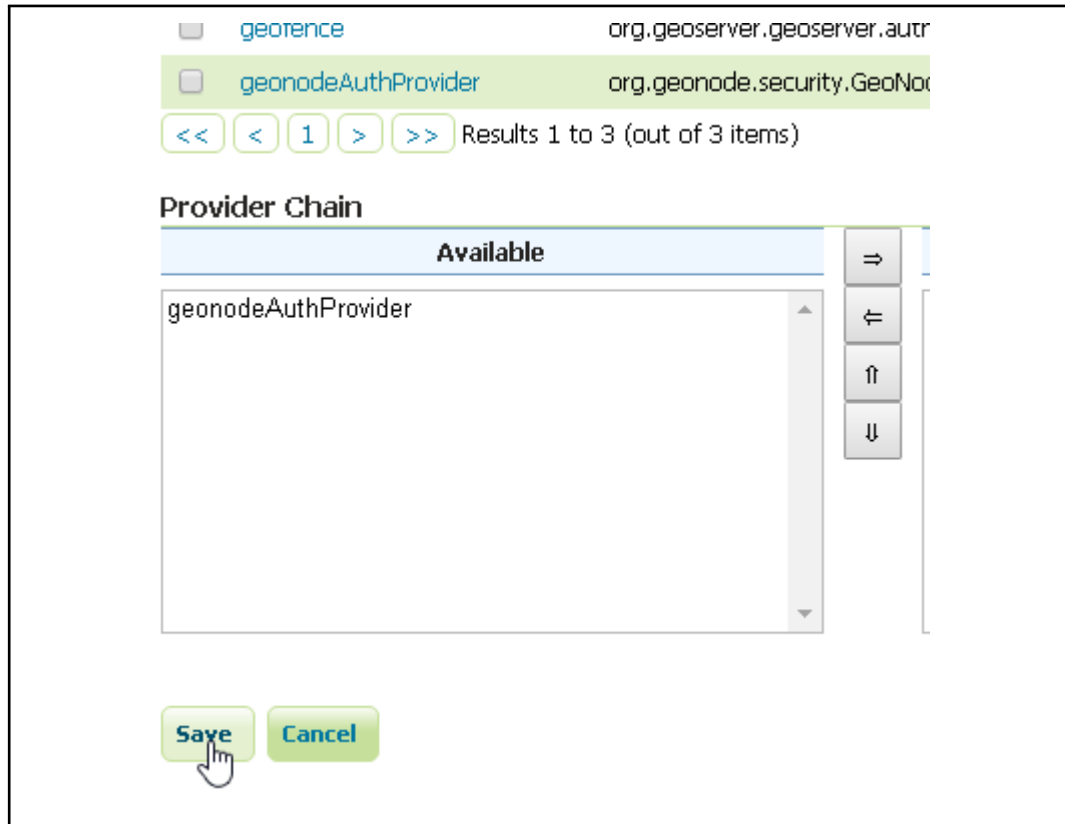 geofence org.geoserver.geoserver.auth
geonodeAuthProvider org.geonode.security.GeoNod
<< < 1 > >> Results 1 to 3 (out of 3 items)
Provider Chain
Available ⇒
geonodeAuthProvider ⇐
⇑
⇓
Save Cancel